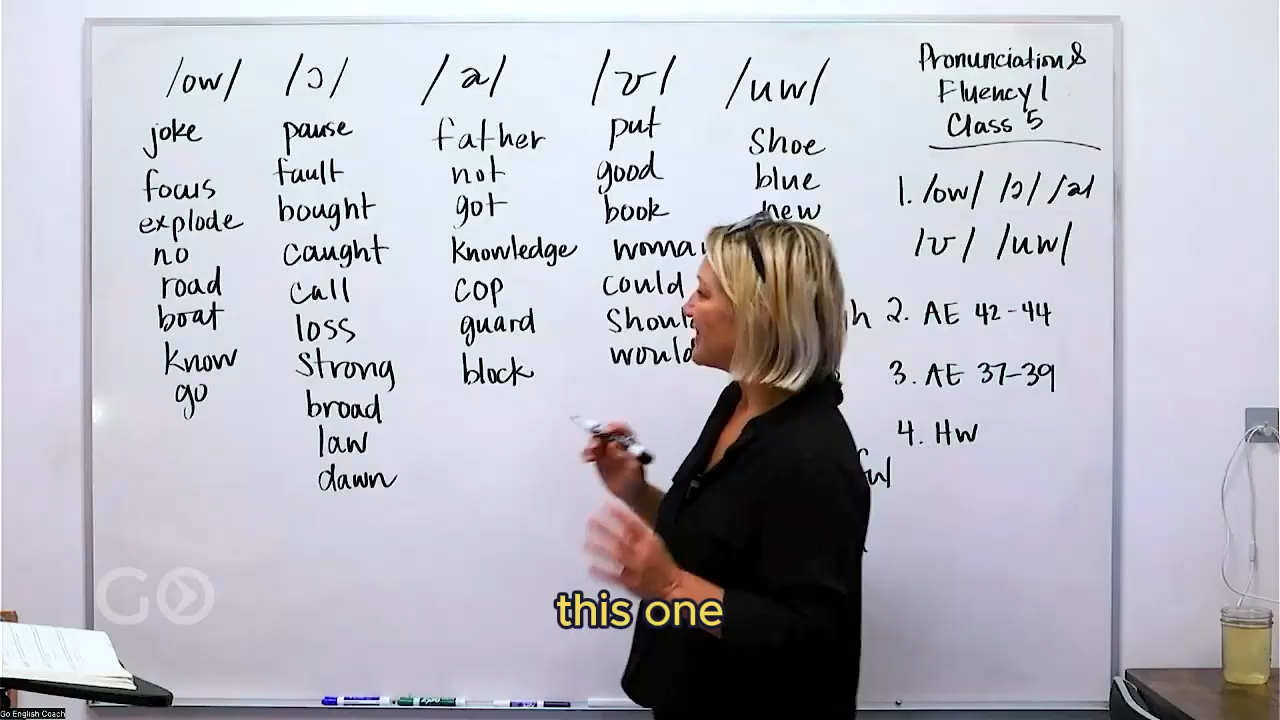 /ow/ /ɔ/ /a/ /ʊ/ /uw/
joke
focus
explode
no
road
boat
know
go
pause
fault
bought
caught
call
loss
strong
broad
law
dawn
father
not
got
knowledge
cop
guard
block
put
good
book
could
would
shoe
blue
new
Pronunciation &
Fluency 1
Class 5
1. /ow/ /ɔ/ /a/
/ʊ/ /uw/
2. AE 42-44
3. AE 37-39
4. HW
GO
this one
Go English Coach